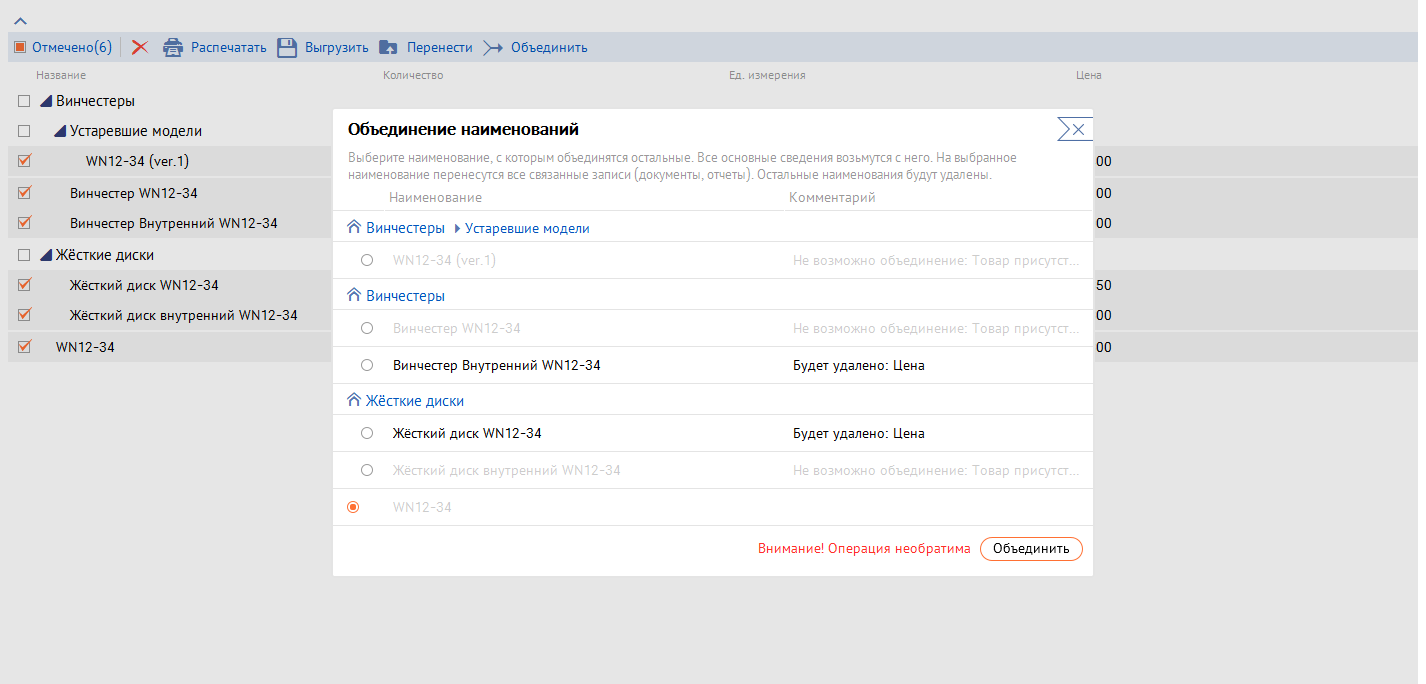 Отмечено(6) Распечатать Выгрузить Перенести Объединить
Название Количество Ед. измерения Цена
Винчестеры
Устаревшие модели
WN12-34 (ver.1) 00
Винчестер WN12-34 00
Винчестер Внутренний WN12-34 00
Жёсткие диски
Жёсткий диск WN12-34 50
Жёсткий диск внутренний WN12-34 00
WN12-34 00
Объединение наименований
Выберите наименование, с которым объединятся остальные. Все основные сведения возьмутся с него. На выбранное
наименование перенесутся все связанные записи (документы, отчеты). Остальные наименования будут удалены.
Наименование Комментарий
Винчестеры Устаревшие модели
WN12-34 (ver.1) Не возможно объединение: Товар присутст...
Винчестеры
Винчестер WN12-34 Не возможно объединение: Товар присутст...
Винчестер Внутренний WN12-34 Будет удалено: Цена
Жёсткие диски
Жёсткий диск WN12-34 Будет удалено: Цена
Жёсткий диск внутренний WN12-34 Не возможно объединение: Товар присутст...
WN12-34
Внимание! Операция необратима Объединить